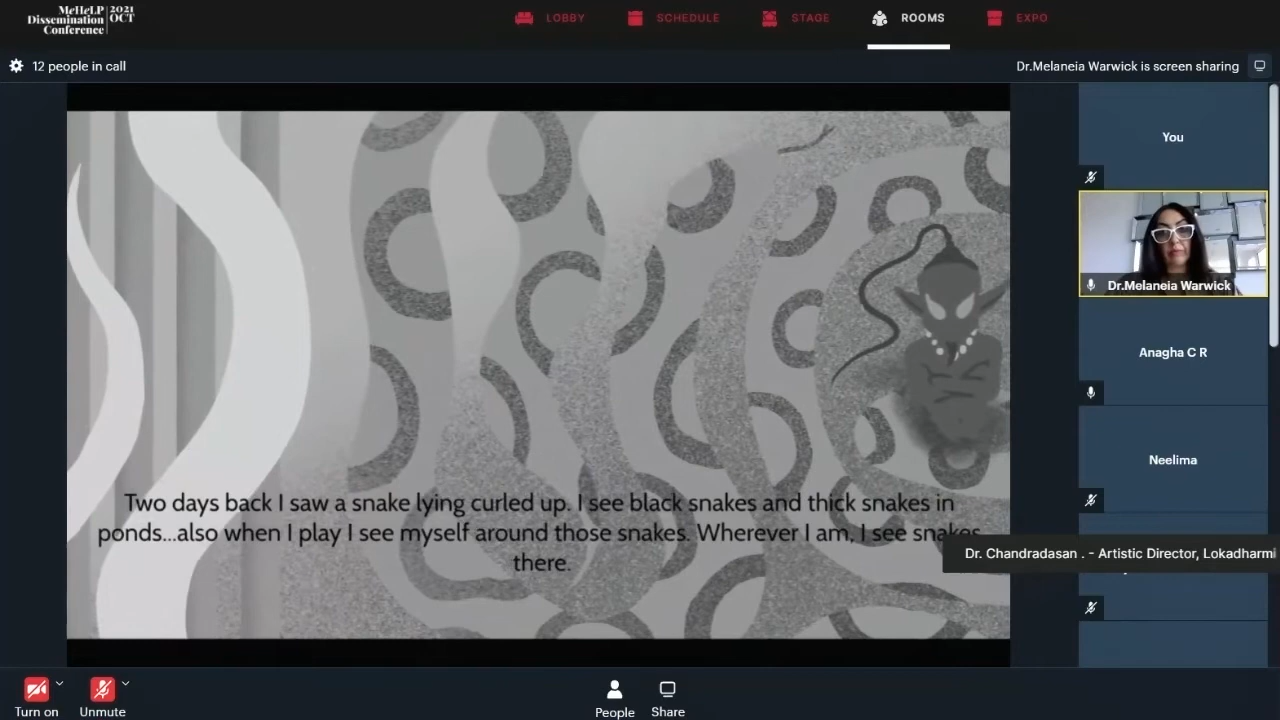 MeHeLP
Dissemination
Conference
2021
OCT
LOBBY
SCHEDULE
STAGE
ROOMS
EXPO
12 people in call
Dr.Melaneia Warwick is screen sharing
You
Dr.Melaneia Warwick
Anagha C R
Neelima
Two days back I saw a snake lying curled up. I see black snakes and thick snakes in
ponds...also when I play I see myself around those snakes. Wherever I am, I see snakes
there.
Dr. Chandradasan . - Artistic Director, Lokadharmi
Turn on
Unmute
People
Share